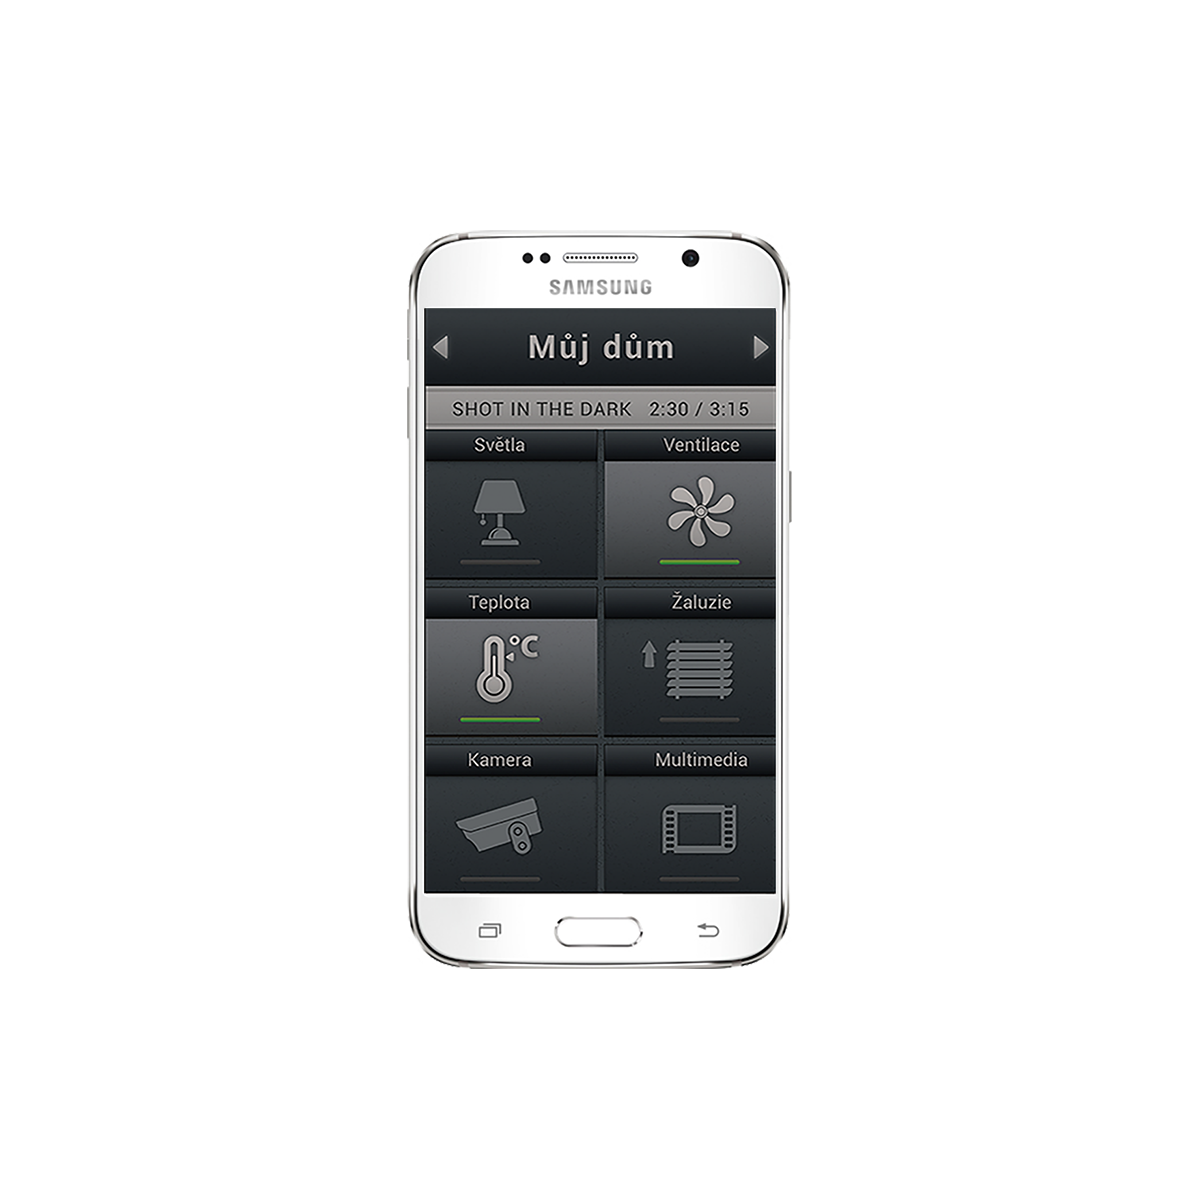 SAMSUNG
Můj dům
SHOT IN THE DARK 2:30 / 3:15
Světla Ventilace
°C
Teplota Žaluzie
Kamera Multimedia